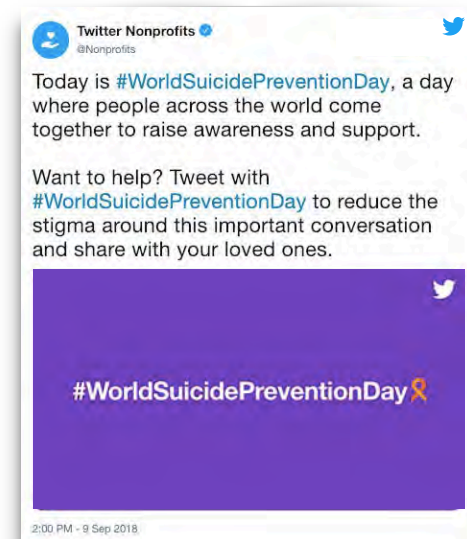 Twitter Nonprofits
@Nonprofits
Today is #WorldSuicidePreventionDay, a day
where people across the world come
together to raise awareness and support.
Want to help? Tweet with
#WorldSuicidePreventionDay to reduce the
stigma around this important conversation
and share with your loved ones.
#WorldSuicidePreventionDay
2:00 PM - 9 Sep 2018